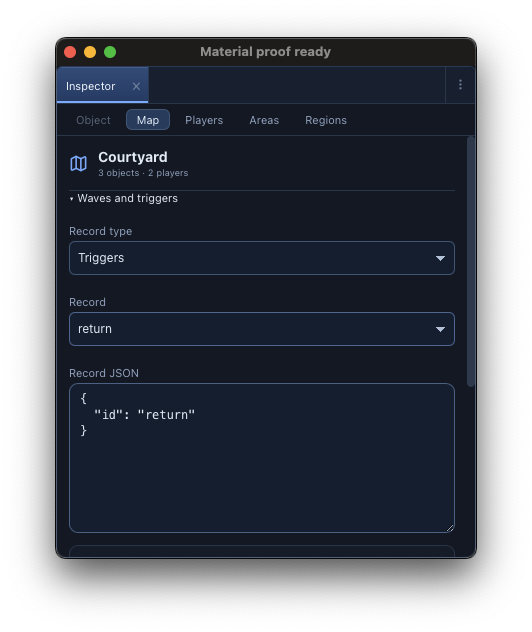 Material proof ready
Inspector
Object Map Players Areas Regions
Courtyard
3 objects · 2 players
Waves and triggers
Record type
Triggers
Record
return
Record JSON
{
  "id": "return"
}